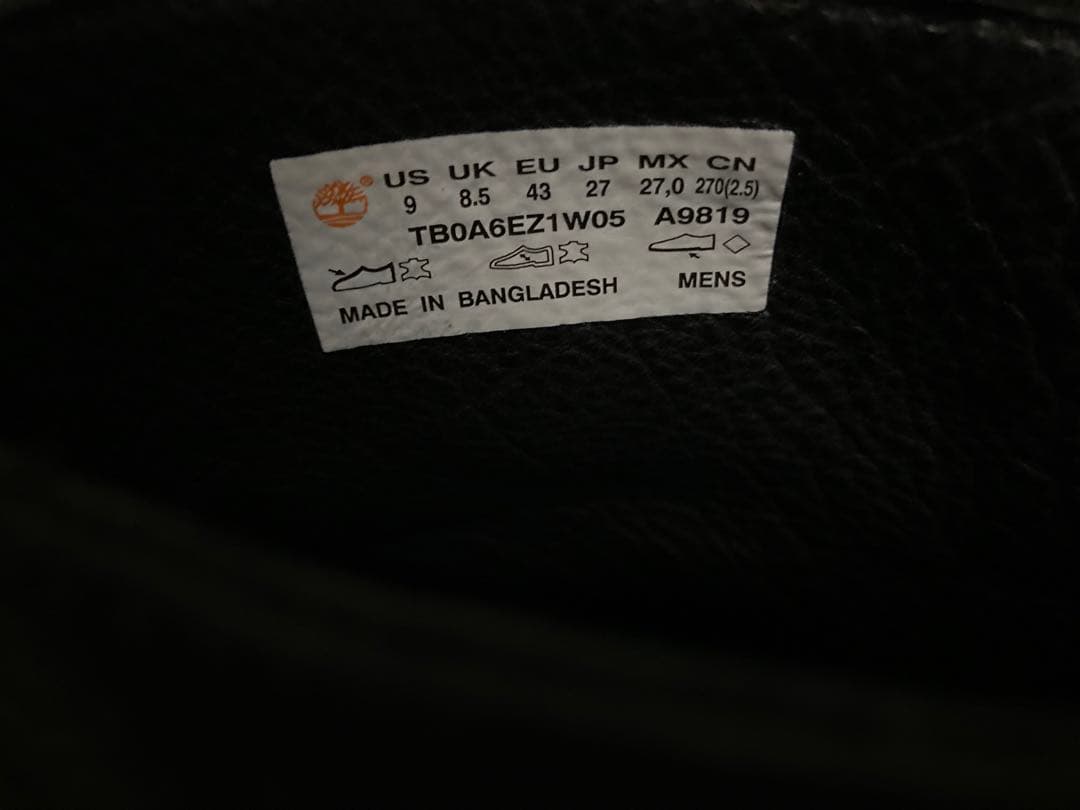 US UK EU JP MX CN
9 8.5 43 27 27,0 270(2.5)
TB0A6EZ1W05 A9819
MADE IN BANGLADESH MENS